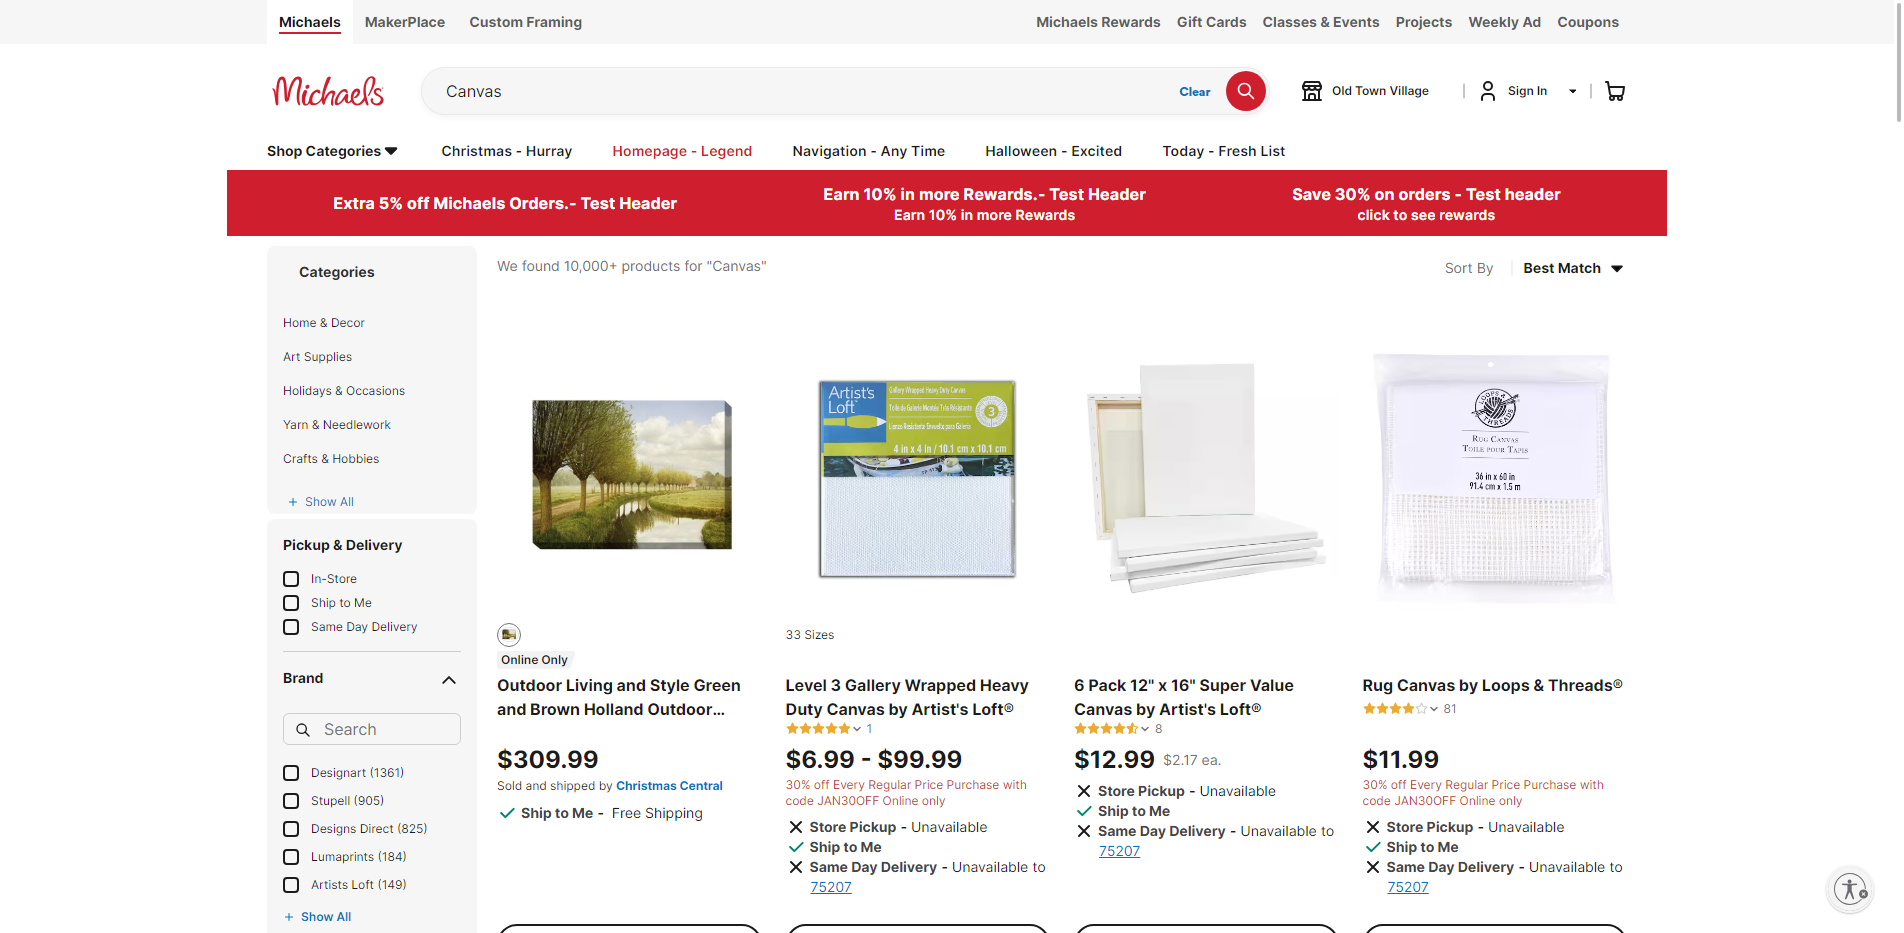 Michaels
MakerPlace
Custom Framing
Michaels Rewards
Gift Cards
Classes & Events
Projects
Weekly Ad
Coupons
Michaels
Canvas
Clear
Old Town Village
Sign In
Shop Categories
Christmas - Hurray
Homepage - Legend
Navigation - Any Time
Halloween - Excited
Today - Fresh List
Extra 5% off Michaels Orders.- Test Header
Earn 10% in more Rewards.- Test Header
Earn 10% in more Rewards
Save 30% on orders - Test header
click to see rewards
Categories
Home & Decor
Art Supplies
Holidays & Occasions
Yarn & Needlework
Crafts & Hobbies
+ Show All
Pickup & Delivery
In-Store
Ship to Me
Same Day Delivery
Brand
Search
Designart (1361)
Stupell (905)
Designs Direct (825)
Lumaprints (184)
Artists Loft (149)
+ Show All
We found 10,000+ products for "Canvas"
Sort By
Best Match
Online Only
Outdoor Living and Style Green
and Brown Holland Outdoor...
$309.99
Sold and shipped by Christmas Central
Ship to Me - Free Shipping
Artist's
Loft
Gallery Wrapped Heavy Duty Canvas
3
4 in x 4 in / 10.1 cm x 10.1 cm
33 Sizes
Level 3 Gallery Wrapped Heavy
Duty Canvas by Artist's Loft®
1
$6.99 - $99.99
30% off Every Regular Price Purchase with
code JAN30OFF Online only
Store Pickup - Unavailable
Ship to Me
Same Day Delivery - Unavailable to
75207
6 Pack 12" x 16" Super Value
Canvas by Artist's Loft®
8
$12.99 $2.17 ea.
Store Pickup - Unavailable
Ship to Me
Same Day Delivery - Unavailable to
75207
LOOPS &
THREADS
RUG CANVAS
TOILE POUR TAPIS
36 in x 60 in
91.4 cm x 1.5 m
Rug Canvas by Loops & Threads®
81
$11.99
30% off Every Regular Price Purchase with
code JAN30OFF Online only
Store Pickup - Unavailable
Ship to Me
Same Day Delivery - Unavailable to
75207